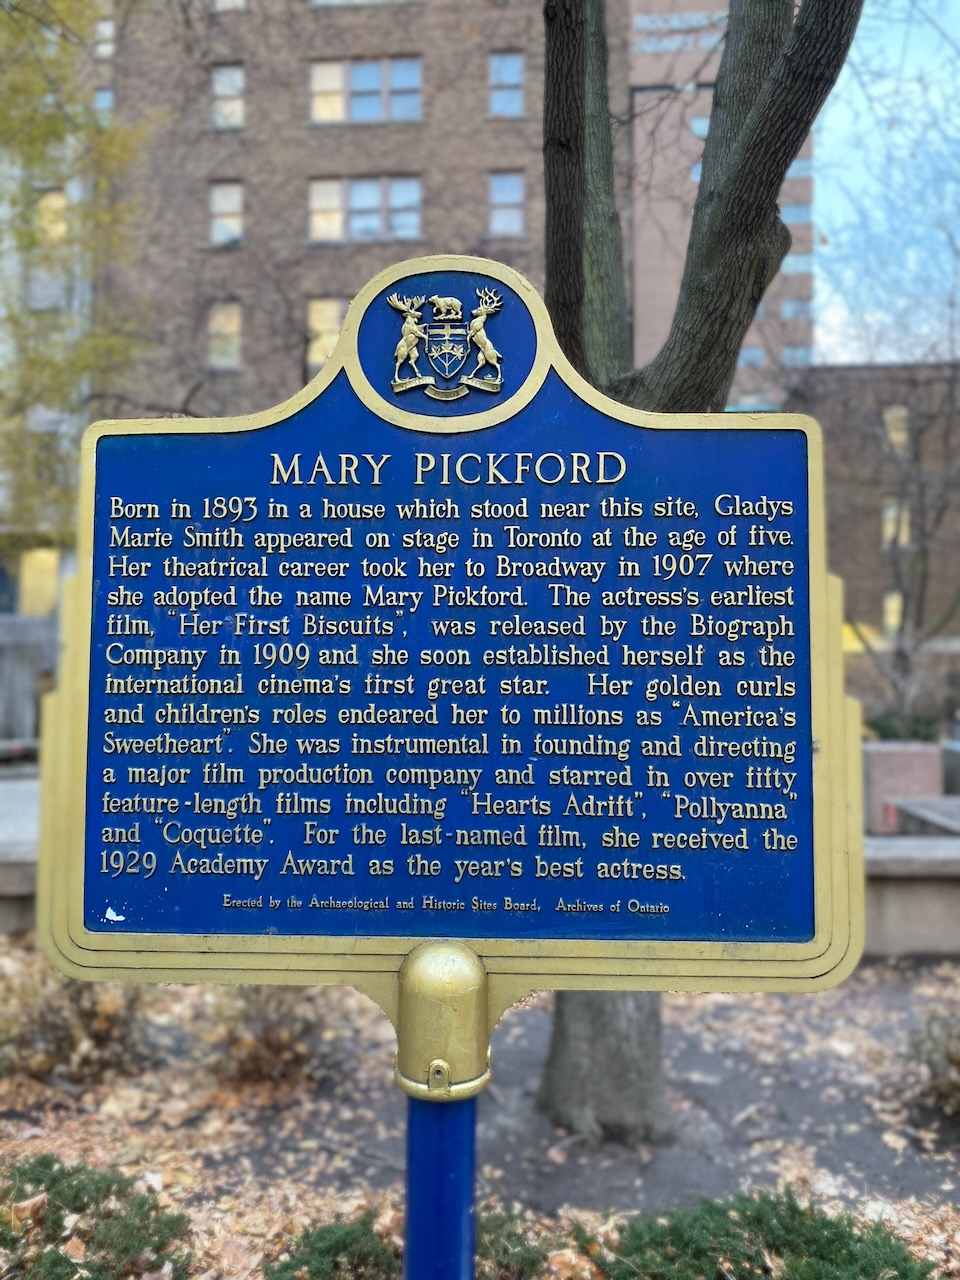 MARY PICKFORD
Born in 1893 in a house which stood near this site, Gladys
Marie Smith appeared on stage in Toronto at the age of five.
Her theatrical career took her to Broadway in 1907 where
she adopted the name Mary Pickford. The actress's earliest
film, "Her First Biscuits", was released by the Biograph
Company in 1909 and she soon established herself as the
international cinema's first great star. Her golden curls
and children's roles endeared her to millions as "America's
Sweetheart". She was instrumental in founding and directing
a major film production company and starred in over fifty
feature-length films including "Hearts Adrift", "Pollyanna"
and "Coquette". For the last-named film, she received the
1929 Academy Award as the year's best actress.
Erected by the Archaeological and Historic Sites Board, Archives of Ontario